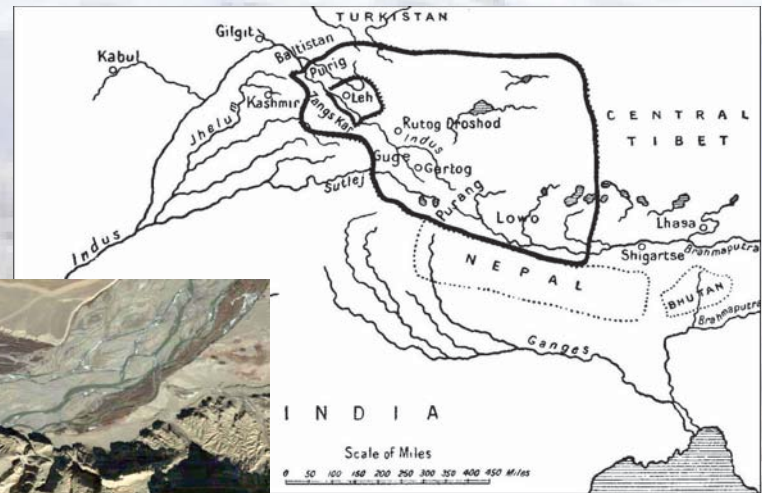 TURKISTAN
Gilgit
Baltistan
Kabul
Purig
Leh
Kashmir
Zangs Kar
Jhelum
Rutog Droshod
CENTRAL
TIBET
Indus
Guge
Gartog
Sutlej
Purang
Lowo
Lhasa
Shigartse
Brahmaputra
Indus
NEPAL
BHUTAN
Brahmaputra
Ganges
INDIA
Scale of Miles
0 50 100 150 200 250 300 350 400 450 Miles